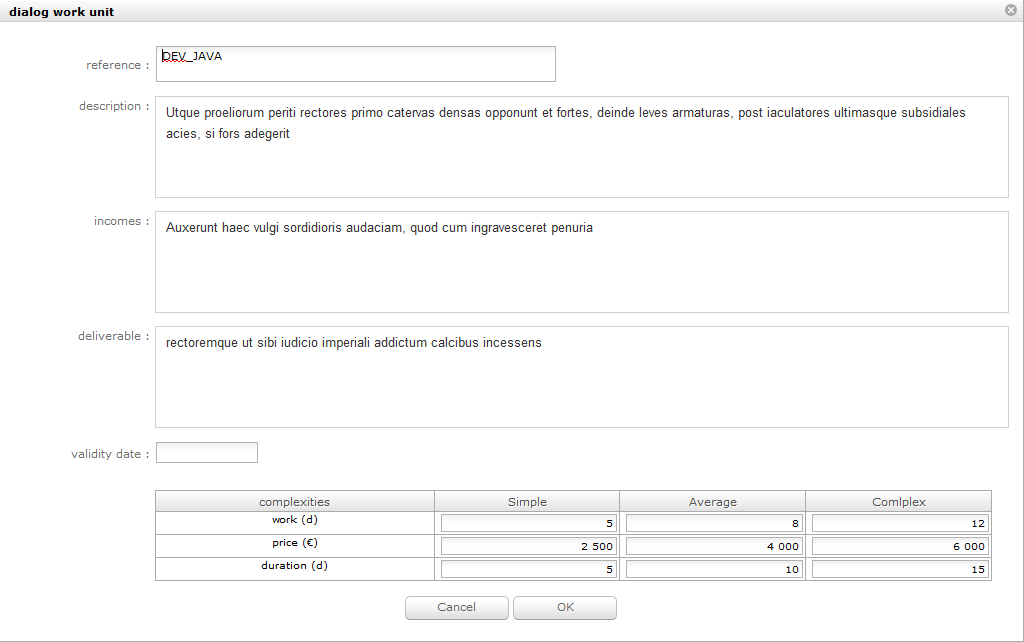 dialog work unit
reference : DEV_JAVA
description : Utque proeliorum periti rectores primo catervas densas opponunt et fortes, deinde leves armaturas, post iaculatores ultimasque subsidiales
acies, si fors adegerit
incomes : Auxerunt haec vulgi sordidioris audaciam, quod cum ingravesceret penuria
deliverable : rectoremque ut sibi iudicio imperiali addictum calcibus incessens
validity date :
complexities Simple Average Comlplex
work (d) 5 8 12
price (€) 2 500 4 000 6 000
duration (d) 5 10 15
Cancel OK